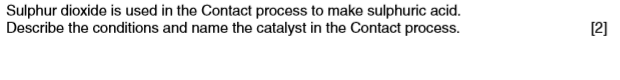 Sulphur dioxide is used in the Contact process to make sulphuric acid.
Describe the conditions and name the catalyst in the Contact process. [2]